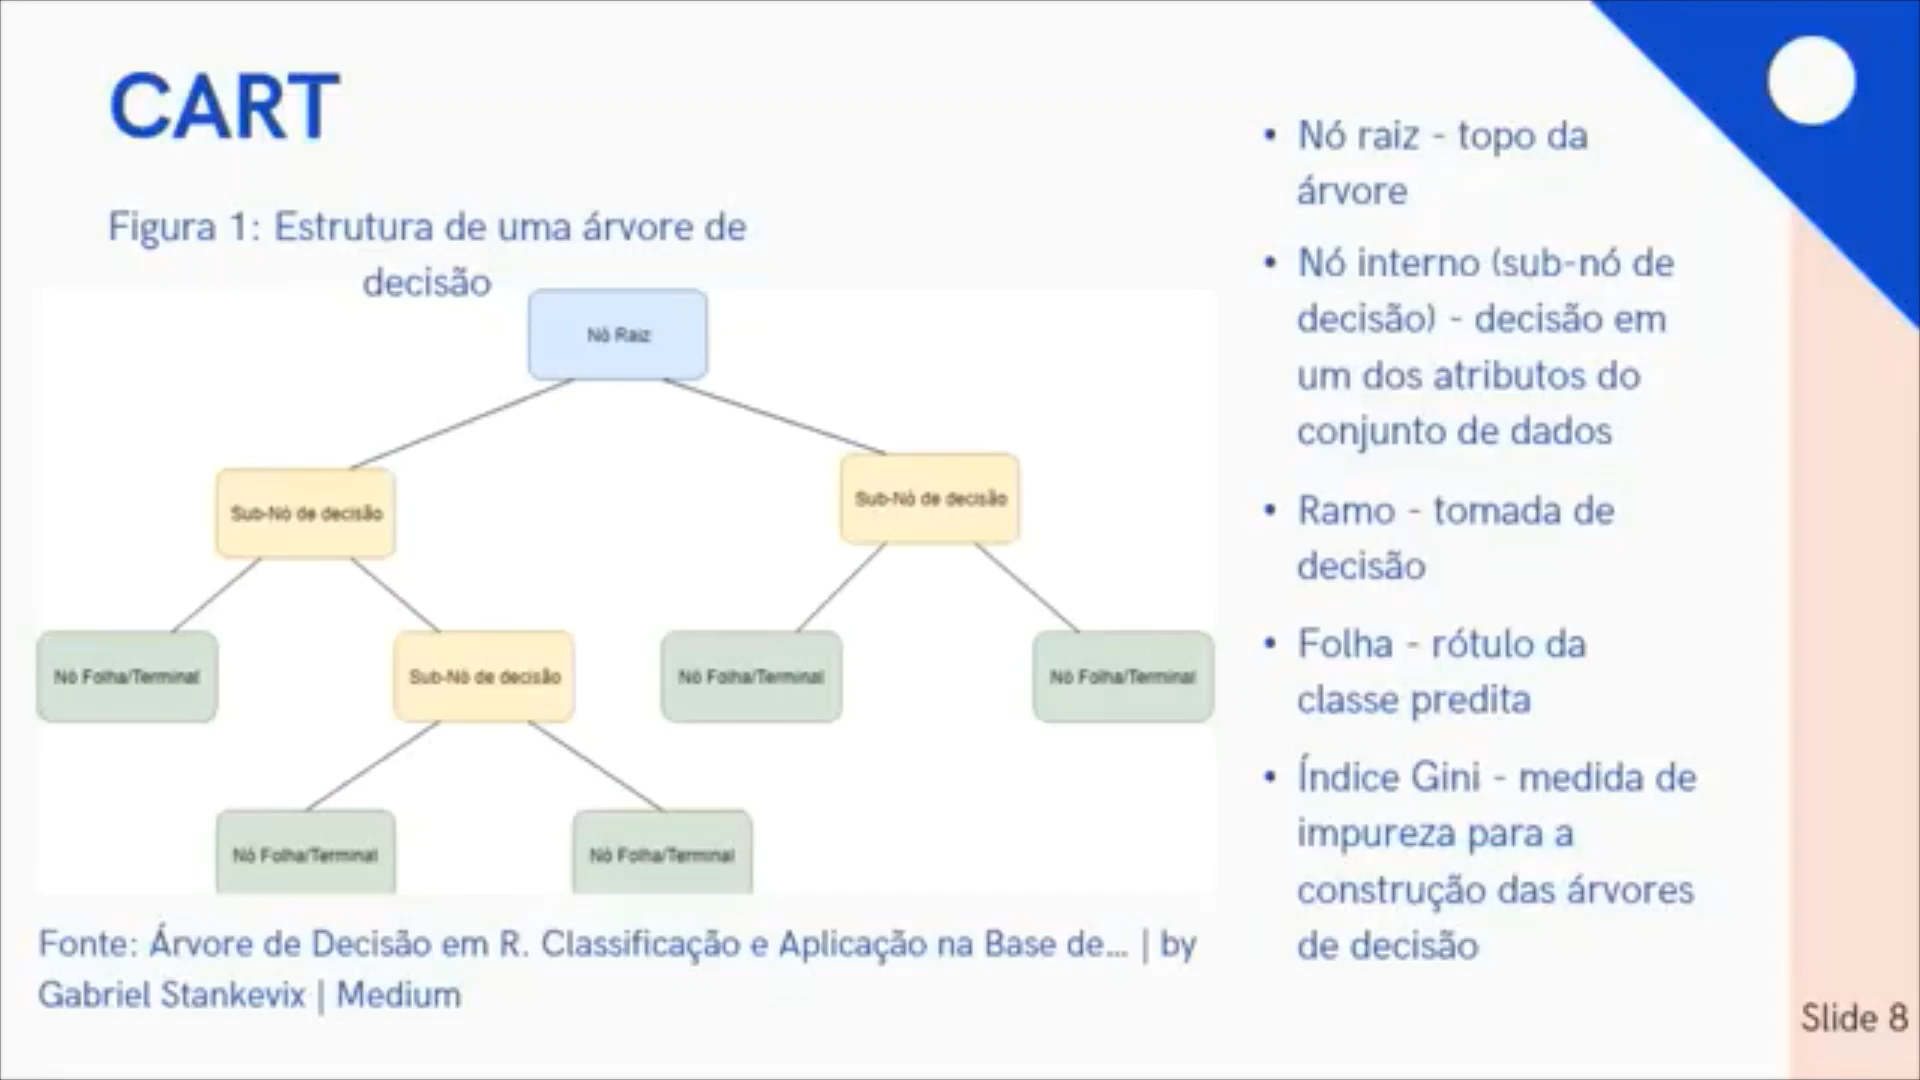 CART
Figura 1: Estrutura de uma árvore de
decisão
Nó Raiz
Sub-Nó de decisão
Sub-Nó de decisão
Nó Folha/Terminal
Sub-Nó de decisão
Nó Folha/Terminal
Nó Folha/Terminal
Nó Folha/Terminal
Nó Folha/Terminal
Fonte: Árvore de Decisão em R. Classificação e Aplicação na Base de... | by
Gabriel Stankevix | Medium
• Nó raiz - topo da
árvore
• Nó interno (sub-nó de
decisão) - decisão em
um dos atributos do
conjunto de dados
• Ramo - tomada de
decisão
• Folha - rótulo da
classe predita
• Índice Gini - medida de
impureza para a
construção das árvores
de decisão
Slide 8